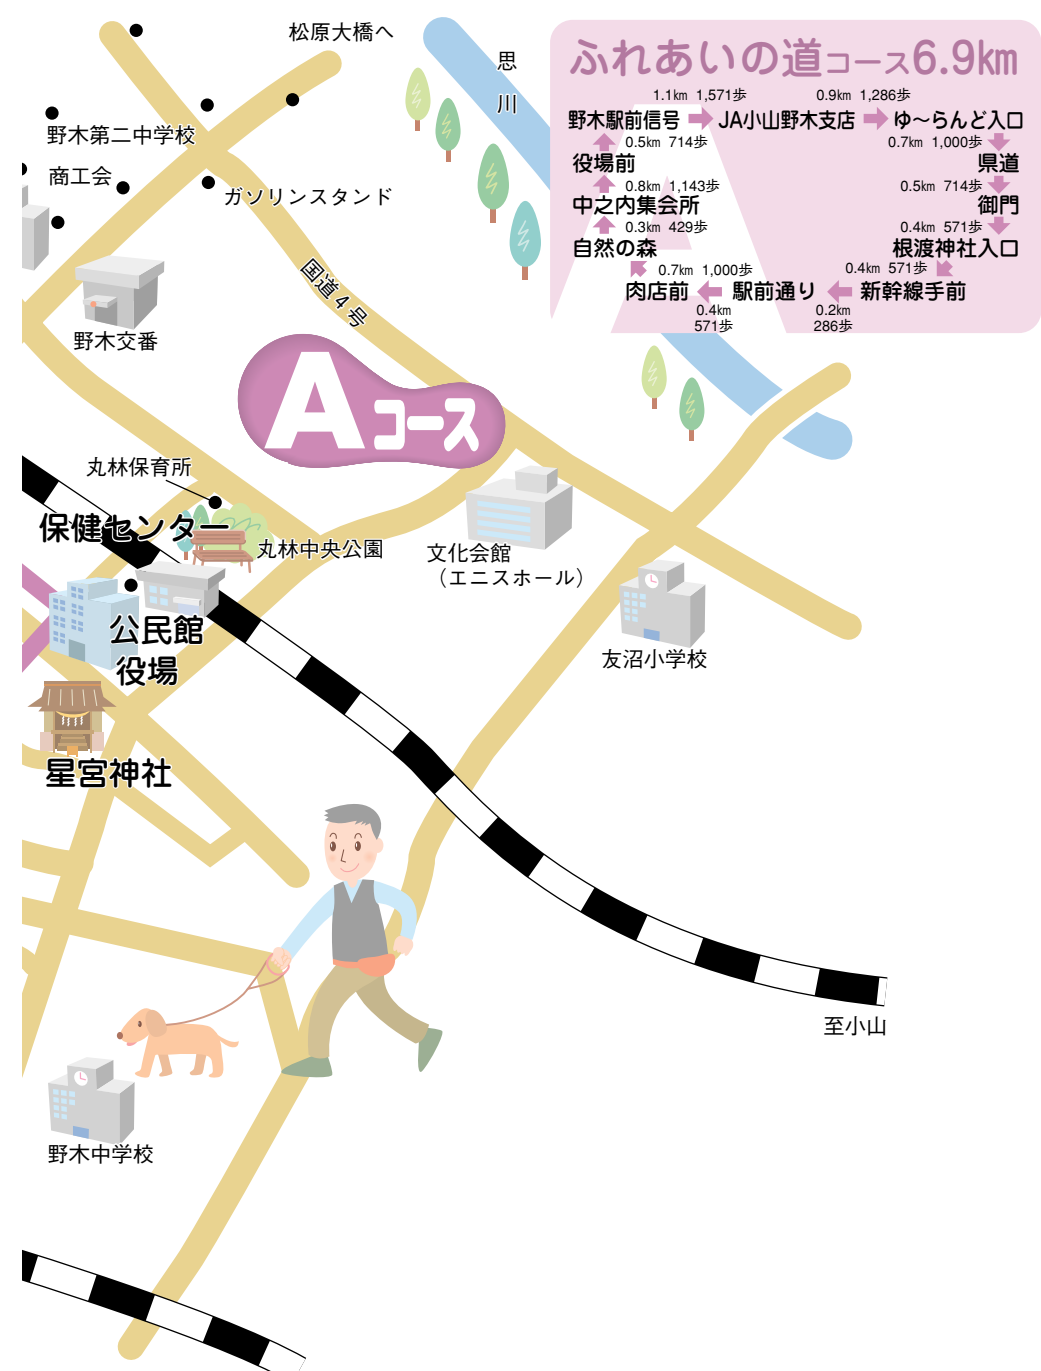 松原大橋へ
思
川
ふれあいの道コース6.9km
1.1km 1,571歩
0.9km 1,286歩
野木駅前信号
JA小山野木支店
ゆ〜らんど入口
0.5km 714歩
0.7km 1,000歩
役場前
県道
0.8km 1,143歩
0.5km 714歩
中之内集会所
御門
0.3km 429歩
0.4km 571歩
自然の森
根渡神社入口
0.7km 1,000歩
0.4km 571歩
肉店前
駅前通り
新幹線手前
0.4km
571歩
0.2km
286歩
野木第二中学校
商工会
ガソリンスタンド
国道4号
野木交番
Aコース
丸林保育所
保健センター
丸林中央公園
文化会館
（エニスホール）
公民館
役場
友沼小学校
星宮神社
至小山
野木中学校